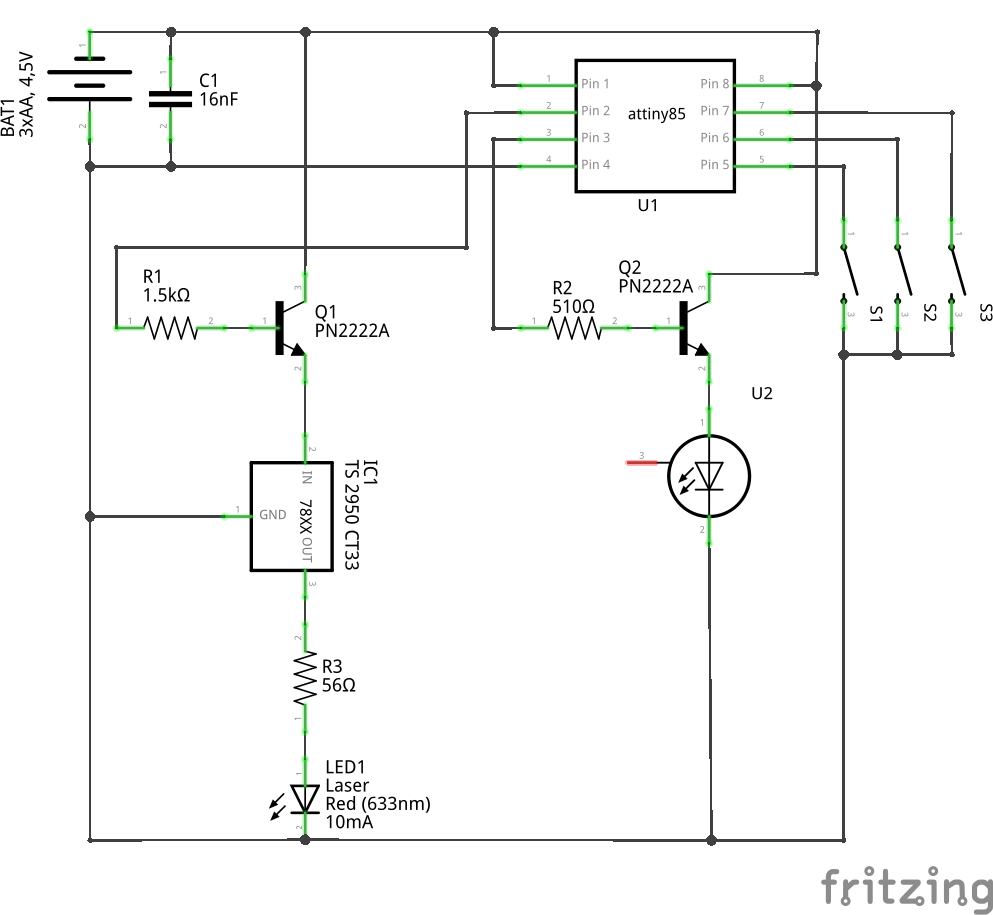 BAT1
3xAA, 4,5V
1
2
1
2
C1
16nF
1 Pin 1
2 Pin 2
3 Pin 3
4 Pin 4
attiny85
Pin 8 8
Pin 7 7
Pin 6 6
Pin 5 5
U1
1
3
S1
1
3
S2
1
3
S3
R1
1.5kΩ
1
2
3
1
2
Q1
PN2222A
R2
510Ω
1
2
Q2
PN2222A
3
1
2
U2
1
3
2
2
IN
1 GND
78XX
OUT
3
IC1
TS 2950 CT33
2
R3
56Ω
1
1
LED1
Laser
Red (633nm)
10mA
2
fritzing